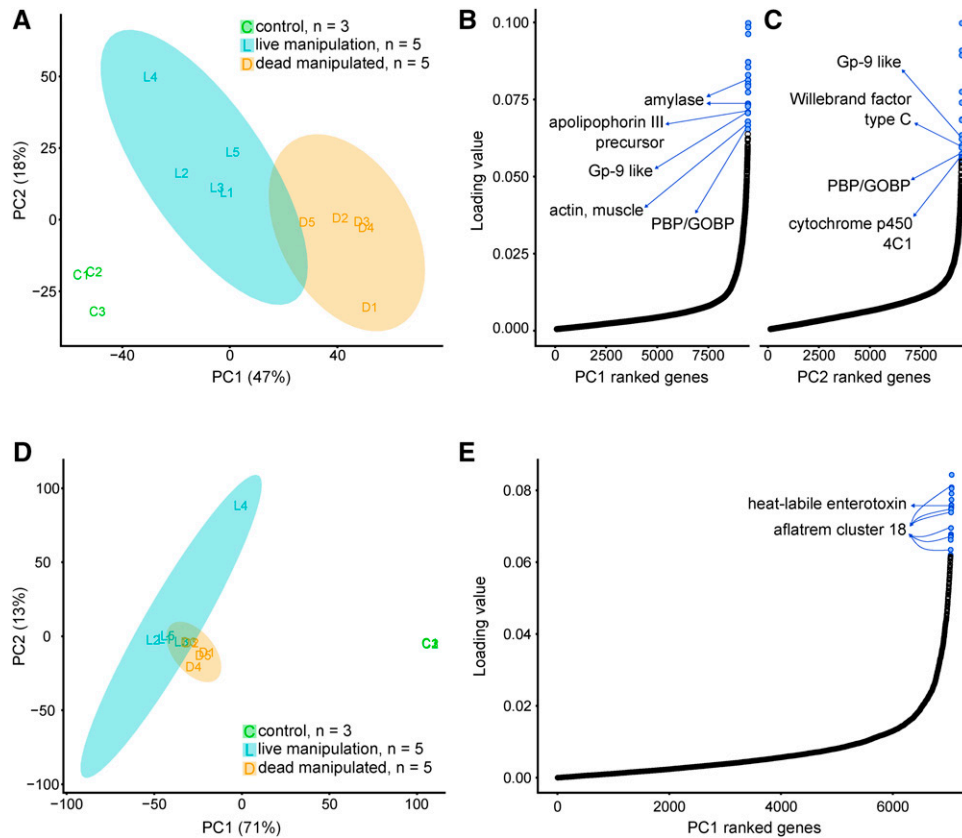 A
C control, n = 3
L live manipulation, n = 5
D dead manipulated, n = 5
50
25
0
−25
PC2 (18%)
L4
L5
L2
L3
L1
D5
D2
D3
D4
D1
C1
C2
C3
−40
0
40
PC1 (47%)
B
0.100
0.075
0.050
0.025
0.000
Loading value
amylase
apolipophorin III
precursor
Gp-9 like
actin, muscle
PBP/GOBP
0
2500
5000
7500
PC1 ranked genes
C
Gp-9 like
Willebrand factor
type C
PBP/GOBP
cytochrome p450
4C1
0
2500
5000
7500
PC2 ranked genes
D
100
50
0
−50
−100
PC2 (13%)
L4
L2
L5
L3
D2
D1
D5
D4
C control, n = 3
L live manipulation, n = 5
D dead manipulated, n = 5
−100
−50
0
50
100
PC1 (71%)
E
0.08
0.06
0.04
0.02
0.00
Loading value
heat-labile enterotoxin
aflatrem cluster 18
0
2000
4000
6000
PC1 ranked genes